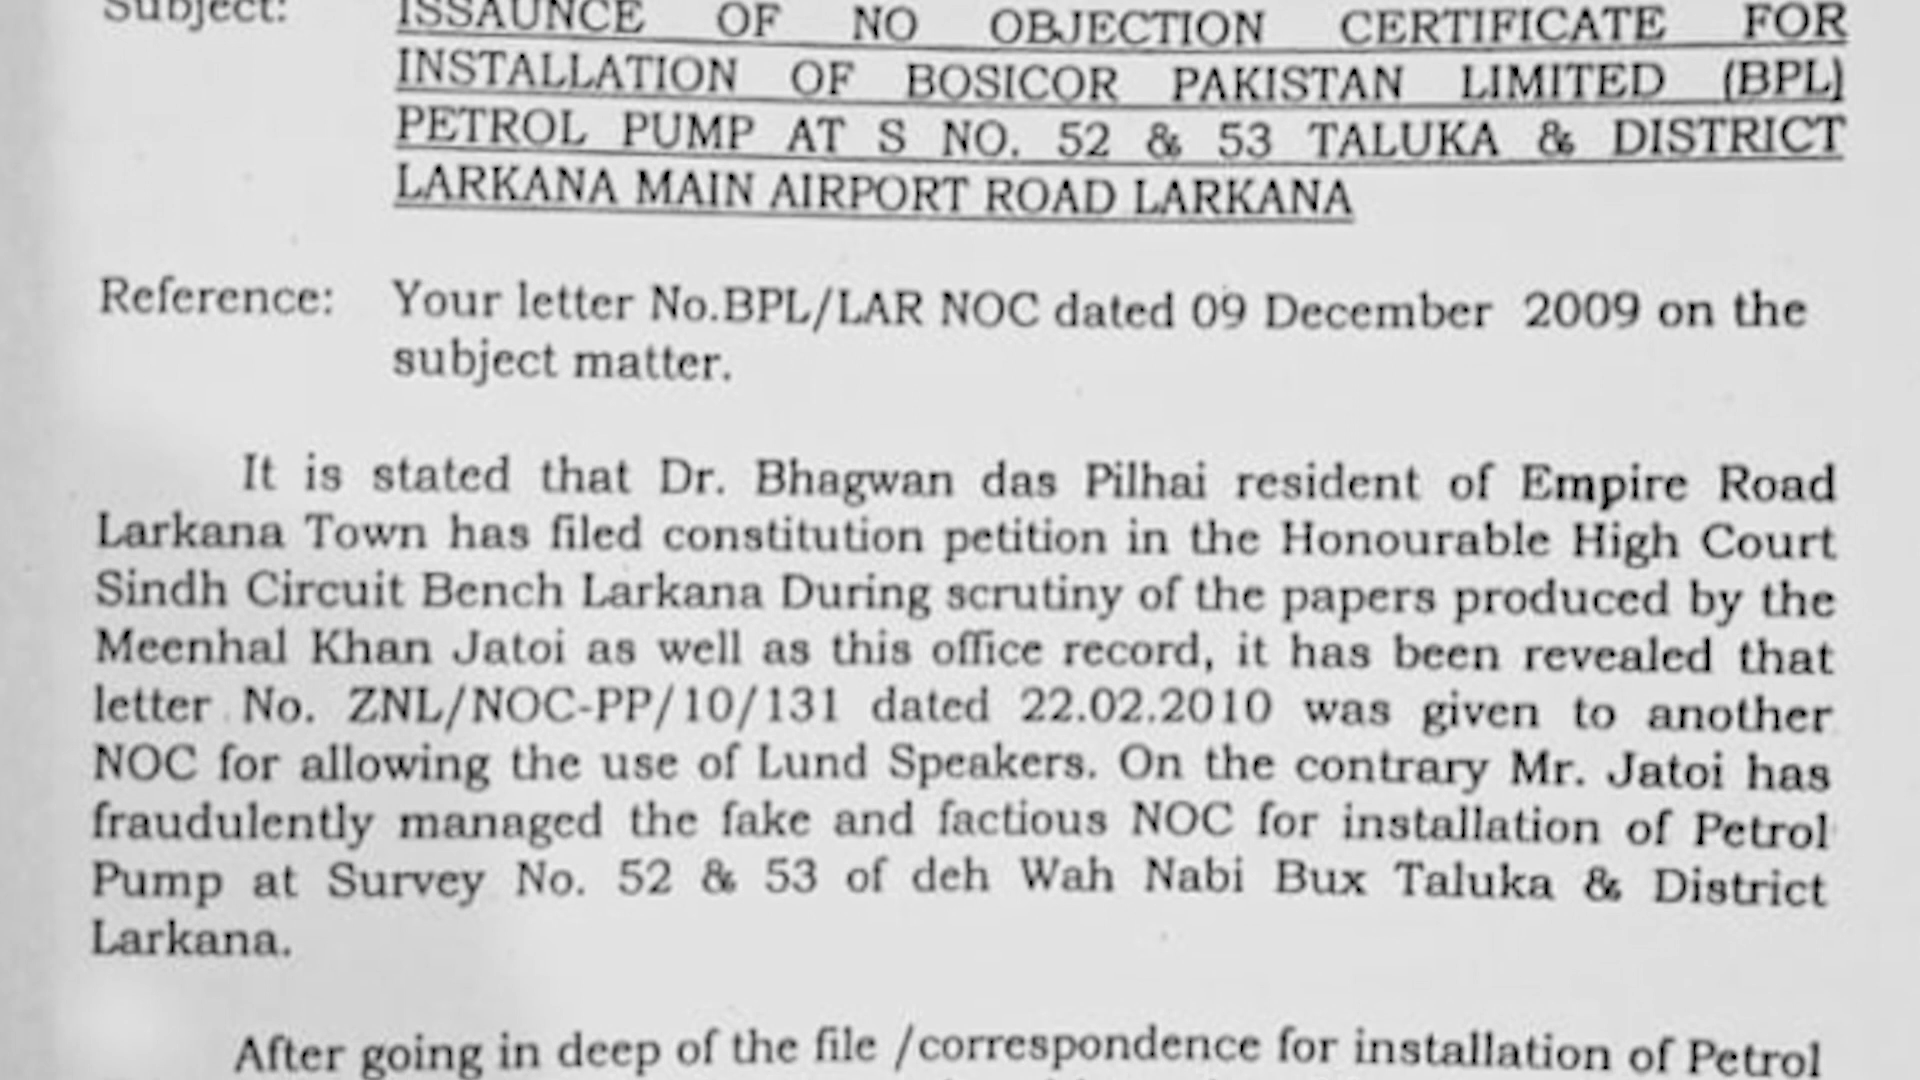 Subject: ISSAUNCE OF NO OBJECTION CERTIFICATE FOR
INSTALLATION OF BOSICOR PAKISTAN LIMITED (BPL)
PETROL PUMP AT S NO. 52 & 53 TALUKA & DISTRICT
LARKANA MAIN AIRPORT ROAD LARKANA
Reference: Your letter No.BPL/LAR NOC dated 09 December 2009 on the
subject matter.
It is stated that Dr. Bhagwan das Pilhai resident of Empire Road
Larkana Town has filed constitution petition in the Honourable High Court
Sindh Circuit Bench Larkana During scrutiny of the papers produced by the
Meenhal Khan Jatoi as well as this office record, it has been revealed that
letter No. ZNL/NOC-PP/10/131 dated 22.02.2010 was given to another
NOC for allowing the use of Lund Speakers. On the contrary Mr. Jatoi has
fraudulently managed the fake and factious NOC for installation of Petrol
Pump at Survey No. 52 & 53 of deh Wah Nabi Bux Taluka & District
Larkana.
After going in deep of the file /correspondence for installation of Petrol